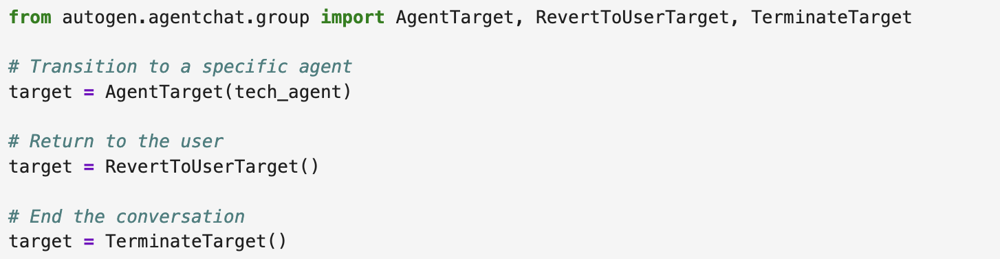 from autogen.agentchat.group import AgentTarget, RevertToUserTarget, TerminateTarget
# Transition to a specific agent
target = AgentTarget(tech_agent)
# Return to the user
target = RevertToUserTarget()
# End the conversation
target = TerminateTarget()